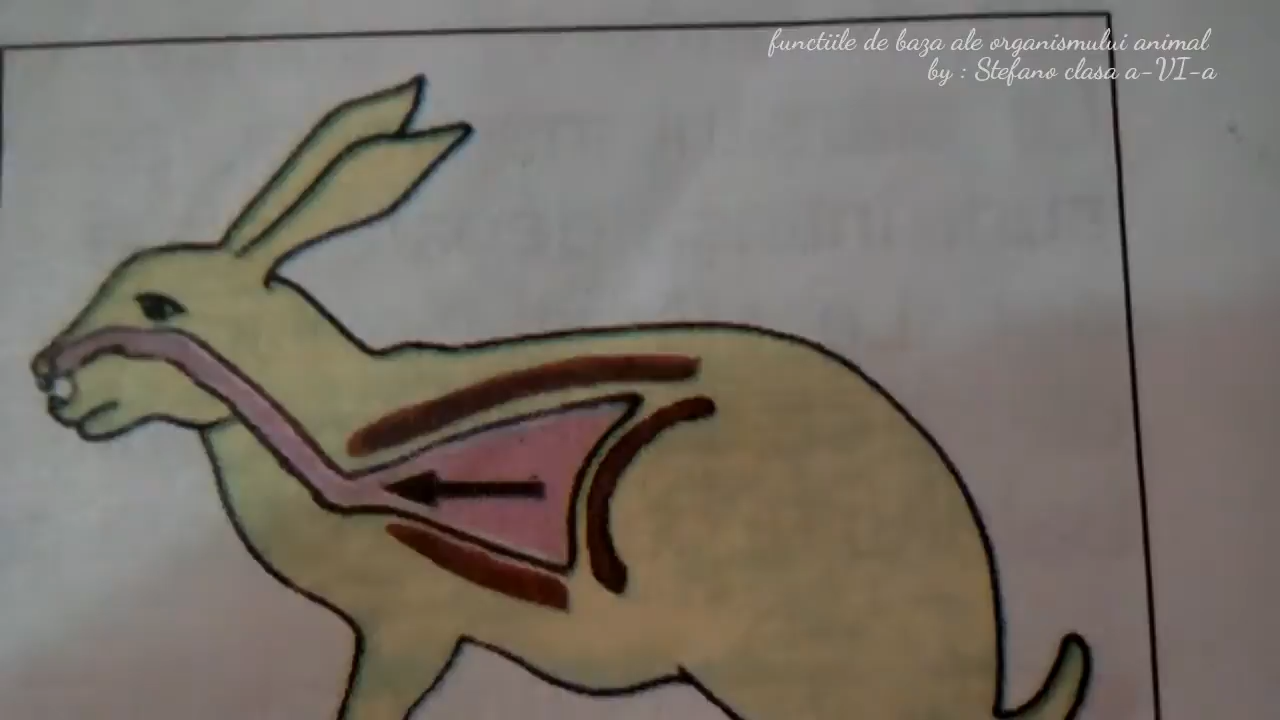 functiile de baza ale organismului animal
by : Stefano clasa a-VI-a